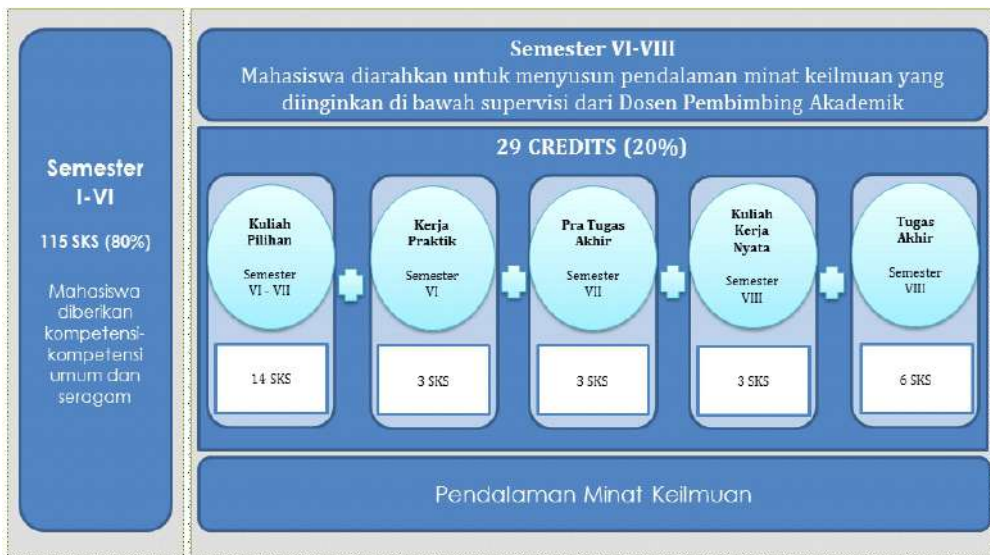 Semester
I-VI
115 SKS (80%)
Mahasiswa
diberikan
kompetensi-
kompetensi
umum dan
seragam
Semester VI-VIII
Mahasiswa diarahkan untuk menyusun pendalaman minat keilmuan yang
diinginkan di bawah supervisi dari Dosen Pembimbing Akademik
29 CREDITS (20%)
Kuliah
Pilihan
Semester
VI - VII
14 SKS
Kerja
Praktik
Semester
VI
3 SKS
Pra Tugas
Akhir
Semester
VII
3 SKS
Kuliah
Kerja
Nyata
Semester
VIII
3 SKS
Tugas
Akhir
Semester
VIII
6 SKS
Pendalaman Minat Keilmuan